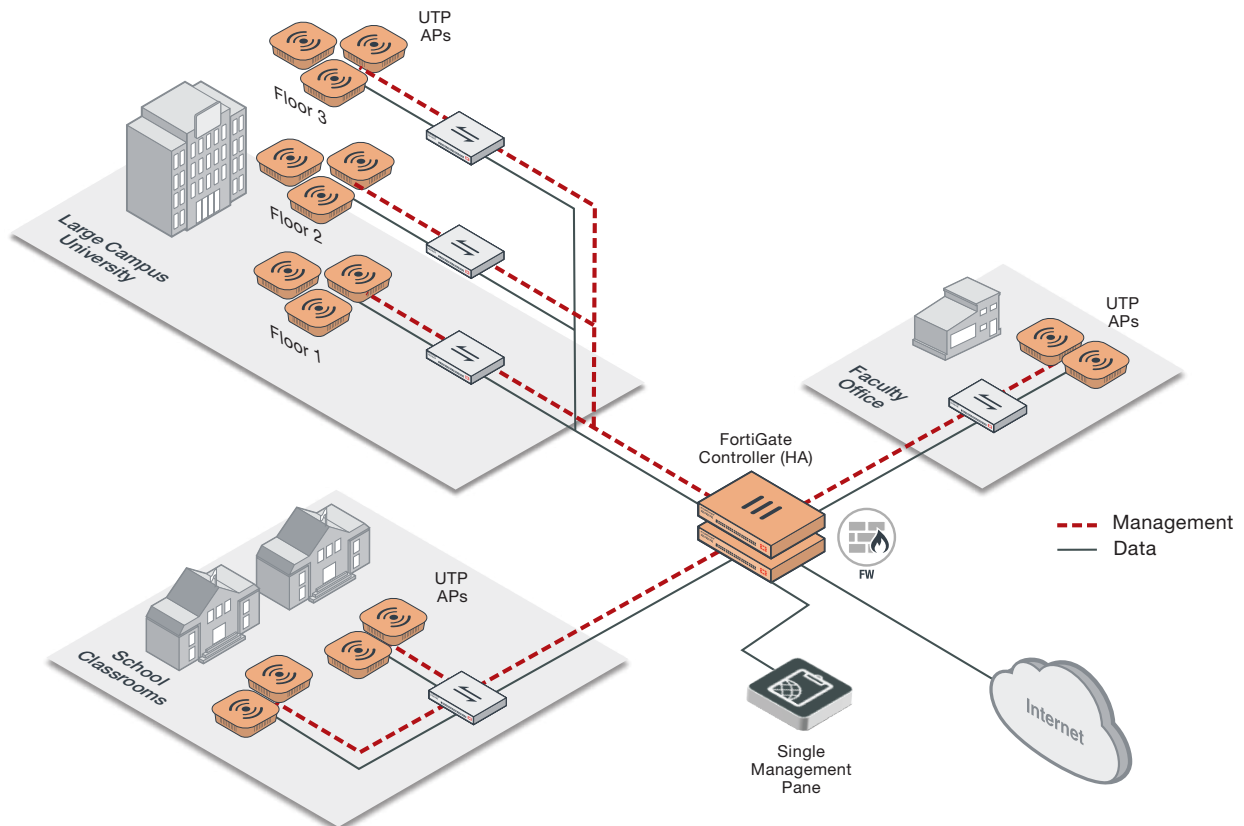 UTP
APs
Floor 3
Floor 2
Floor 1
Large Campus
University
UTP
APs
Faculty
Office
FortiGate
Controller (HA)
FW
Management
Data
UTP
APs
School
Classrooms
Single
Management
Pane
Internet